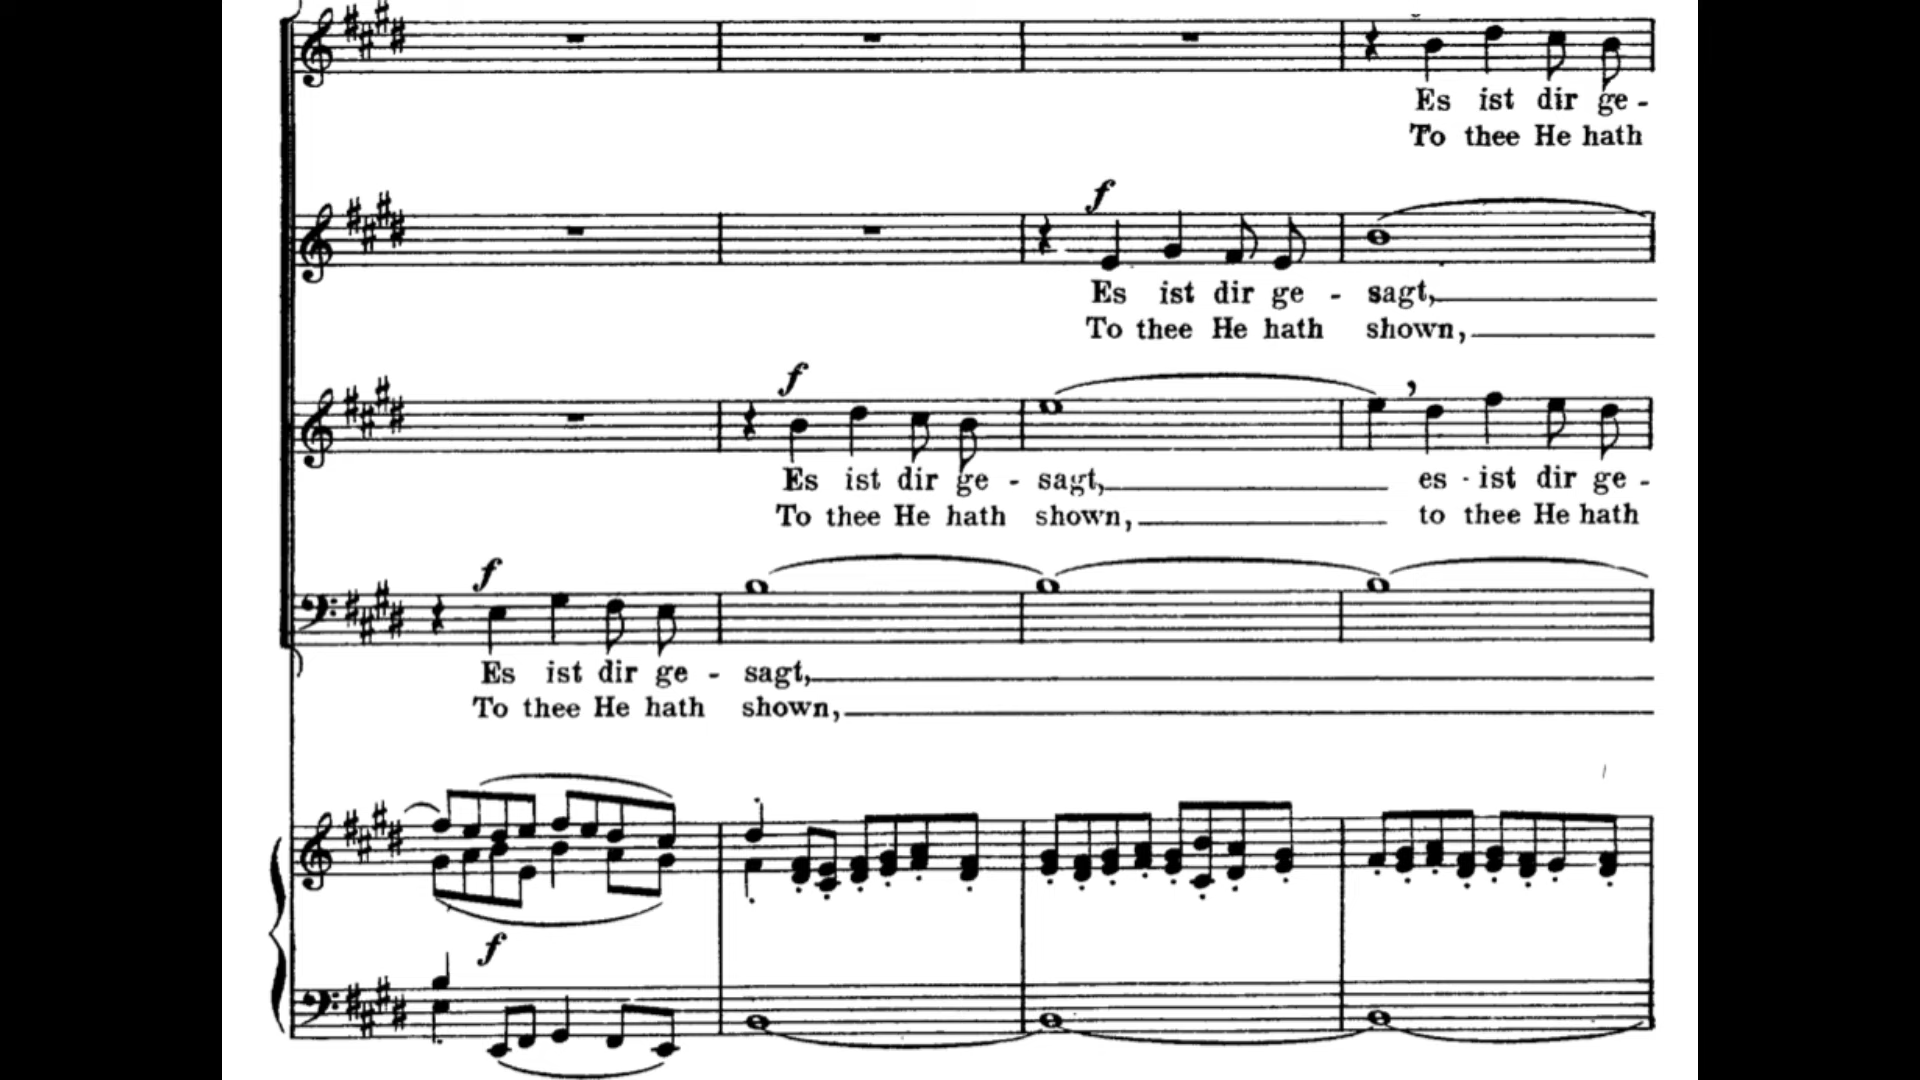 Es ist dir ge-
To thee He hath
f
Es ist dir ge - sagt,
To thee He hath shown,
f
Es ist dir ge - sagt, es - ist dir ge-
To thee He hath shown, to thee He hath
f
Es ist dir ge - sagt,
To thee He hath shown,
f